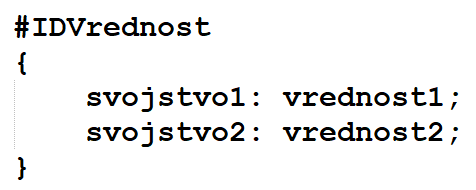 #IDVrednost
{
svojstvo1: vrednost1;
svojstvo2: vrednost2;
}